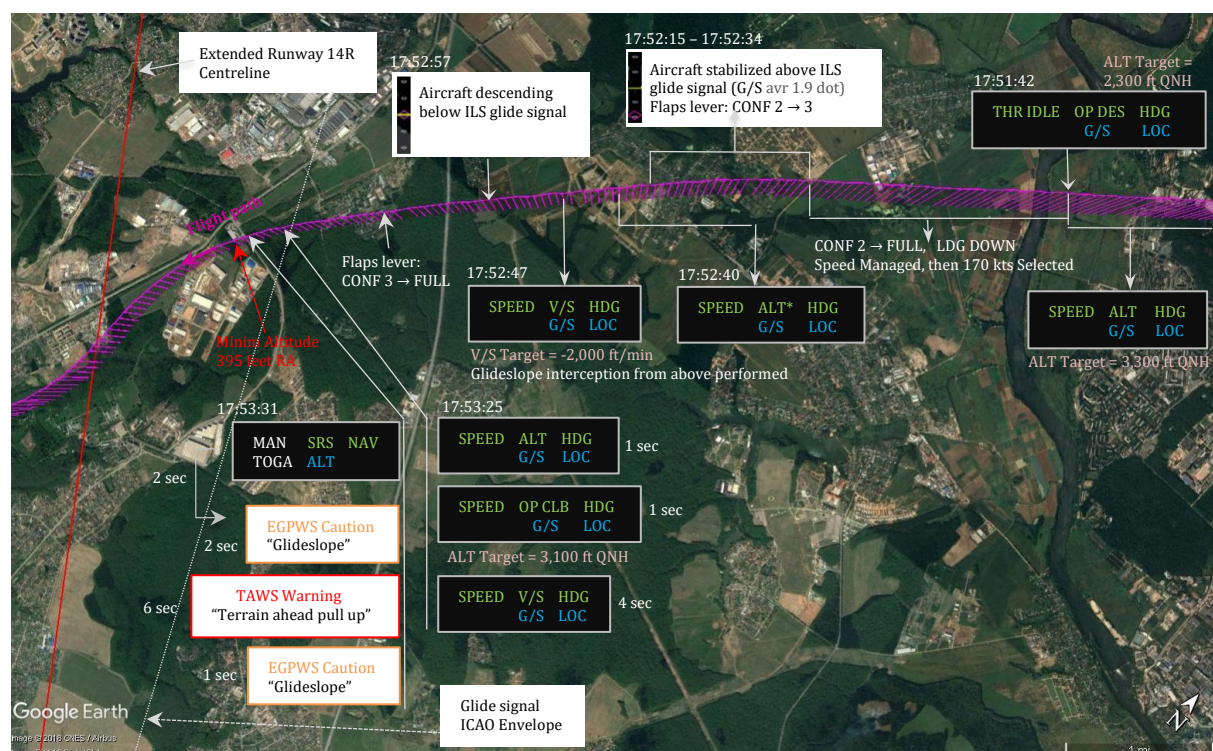 Extended Runway 14R
Centreline
17:52:57
Aircraft descending
below ILS glide signal
17:52:15 – 17:52:34
Aircraft stabilized above ILS
glide signal (G/S avr 1.9 dot)
Flaps lever: CONF 2 → 3
17:51:42
ALT Target =
2,300 ft QNH
THR IDLE OP DES HDG
G/S LOC
Flight path
Flaps lever:
CONF 3 → FULL
CONF 2 → FULL, LDG DOWN
Speed Managed, then 170 kts Selected
17:52:47
SPEED V/S HDG
G/S LOC
V/S Target = -2,000 ft/min
Glideslope interception from above performed
17:52:40
SPEED ALT* HDG
G/S LOC
SPEED ALT HDG
G/S LOC
ALT Target = 3,300 ft QNH
Minim Altitude
395 feet RA
17:53:31
MAN SRS NAV
TOGA ALT
2 sec
EGPWS Caution
"Glideslope"
2 sec
TAWS Warning
"Terrain ahead pull up"
6 sec
EGPWS Caution
"Glideslope"
1 sec
17:53:25
SPEED ALT HDG
G/S LOC
1 sec
SPEED OP CLB HDG
G/S LOC
1 sec
ALT Target = 3,100 ft QNH
SPEED V/S HDG
G/S LOC
4 sec
Glide signal
ICAO Envelope
Google Earth
Image © 2018 CNES / Airbus
N
1 mi